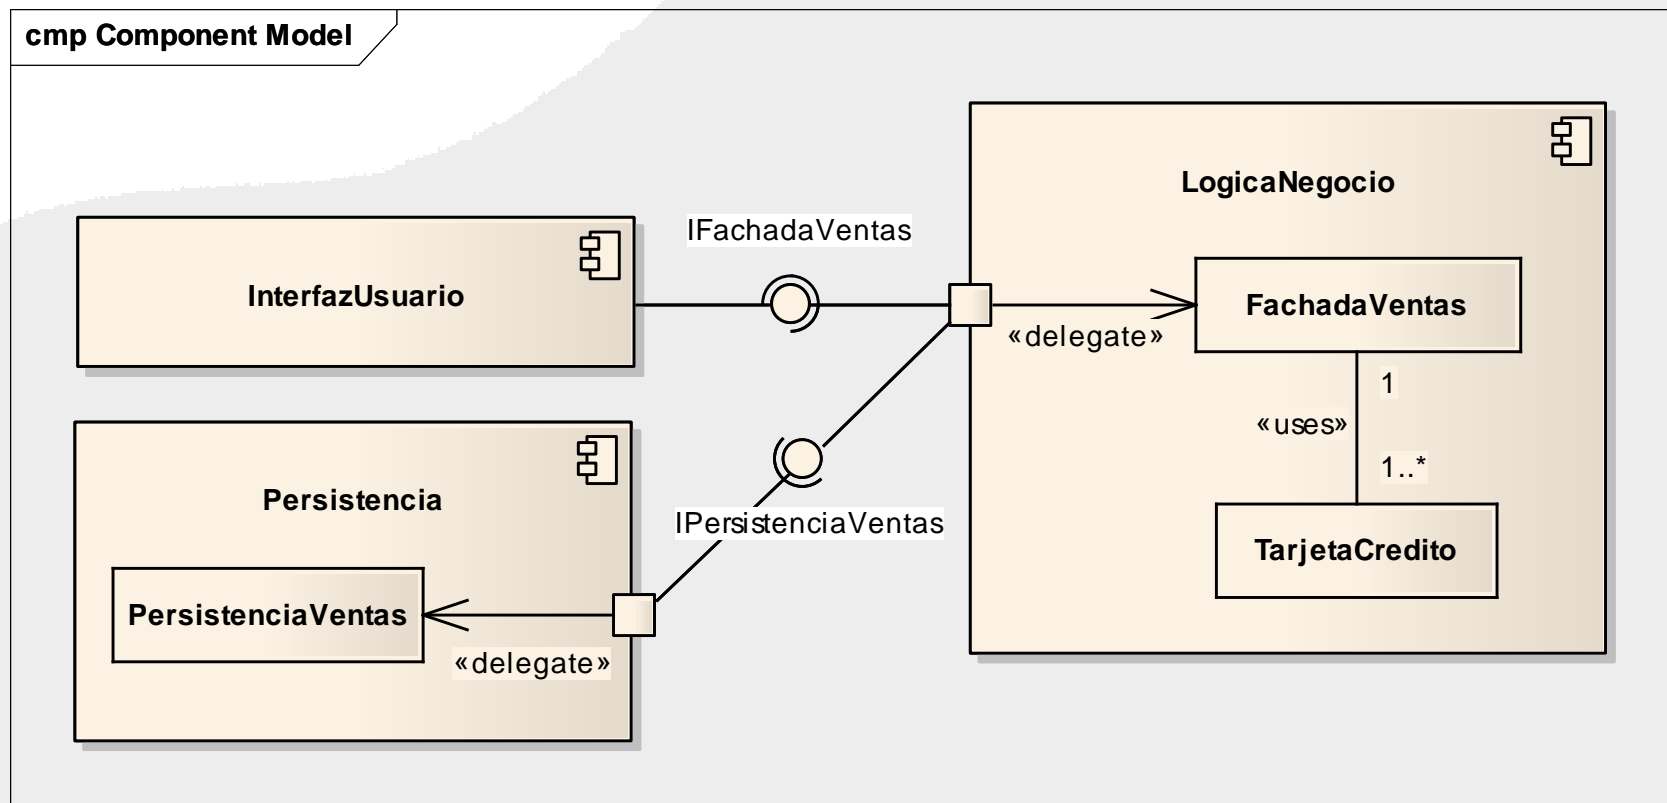 cmp Component Model
LogicaNegocio
IFachadaVentas
InterfazUsuario
FachadaVentas
«delegate»
1
«uses»
1..*
Persistencia
IPersistenciaVentas
TarjetaCredito
PersistenciaVentas
«delegate»